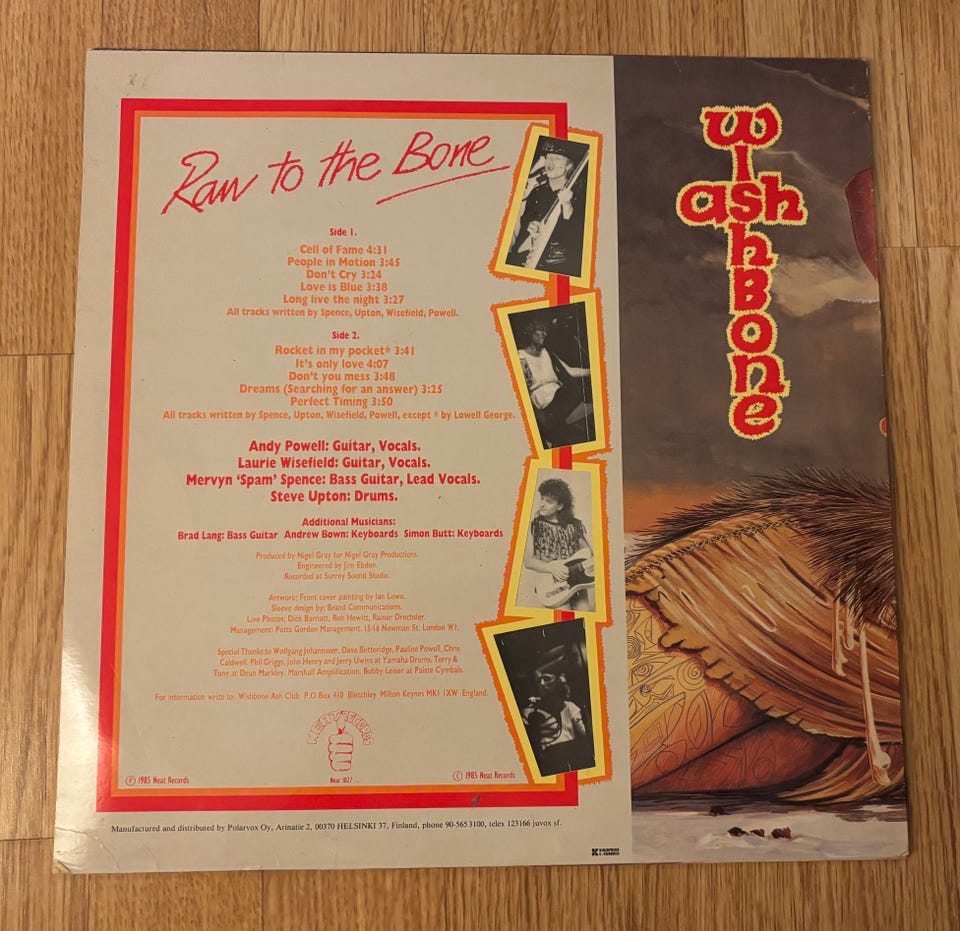 Raw to the Bone
Side 1.
Cell of Fame 4:31
People in Motion 3:45
Don't Cry 3:24
Love is Blue 3:38
Long live the night 3:27
All tracks written by Spence, Upton, Wisefield, Powell.
Side 2.
Rocket in my pocket* 3:41
It's only love 4:07
Don't you mess 3:48
Dreams (Searching for an answer) 3:25
Perfect Timing 3:50
All tracks written by Spence, Upton, Wisefield, Powell, except * by Lowell George.
Andy Powell: Guitar, Vocals.
Laurie Wisefield: Guitar, Vocals.
Mervyn 'Spam' Spence: Bass Guitar, Lead Vocals.
Steve Upton: Drums.
Additional Musicians:
Brad Lang: Bass Guitar Andrew Bown: Keyboards Simon Butt: Keyboards
Produced by Nigel Gray for Nigel Gray Productions
Engineered by Jim Ebdon.
Recorded at Surrey Sound Studio.
Artwork: Front cover painting by Ian Lowe.
Sleeve design by: Brand Communications.
Live Photos: Dick Barnatt, Rob Hewitt, Rainer Drechsler.
Management: Potts Gordon Management, 15/16 Newman St. London W1.
Special Thanks to Wolfgang Johannssen, Dave Betteridge, Pauline Powell, Chris
Caldwell, Phil Griggs, John Henry and Jerry Uwins at Yamaha Drums, Terry &
Tony at Dean Markley. Marshall Amplification. Bobby Leiser at Paiste Cymbals.
For information write to: Wishbone Ash Club P.O Box 410 Bletchley. Milton Keynes MK1 1XW England.
NEAT RECORDS
Neat 1027
℗ 1985 Neat Records
© 1985 Neat Records
Manufactured and distributed by Polarvox Oy, Arinatie 2, 00370 HELSINKI 37, Finland, phone 90-565 3100, telex 123166 juvox sf.
wishbone
ash